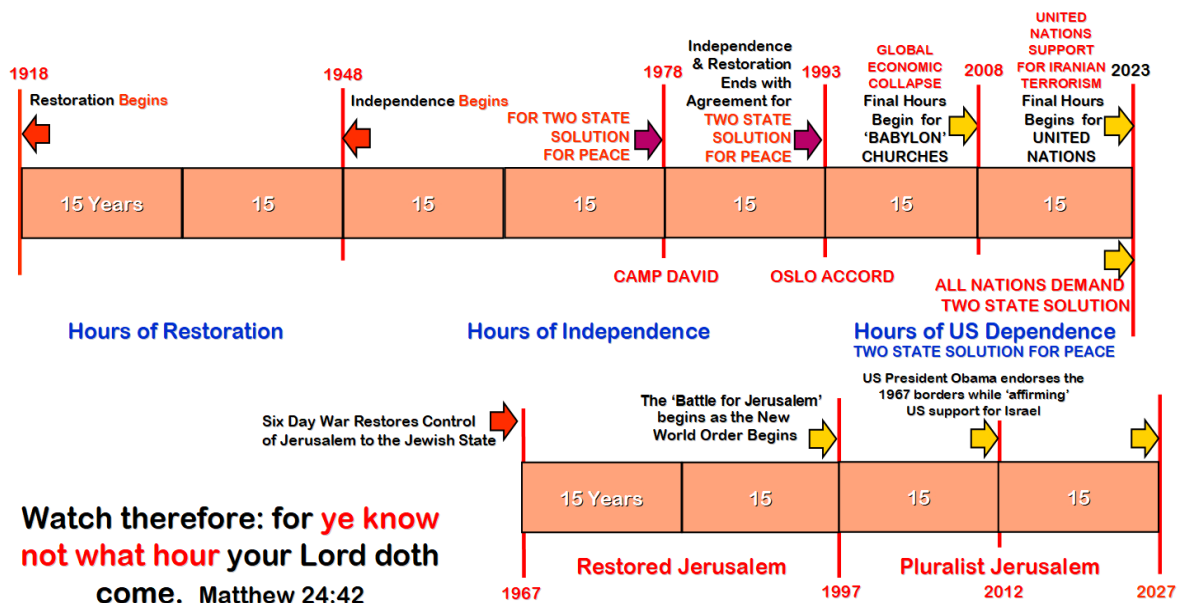 1918
Restoration Begins
1948
Independence Begins
FOR TWO STATE
SOLUTION
FOR PEACE
1978
Independence
& Restoration
Ends with
Agreement for
TWO STATE
SOLUTION
FOR PEACE
1993
GLOBAL
ECONOMIC
COLLAPSE
Final Hours
Begin for
‘BABYLON’
CHURCHES
2008
UNITED
NATIONS
SUPPORT
FOR IRANIAN
TERRORISM
Final Hours
Begins for
UNITED
NATIONS
2023
15 Years
15
15
15
15
15
15
CAMP DAVID
OSLO ACCORD
ALL NATIONS DEMAND
TWO STATE SOLUTION
Hours of Restoration
Hours of Independence
Hours of US Dependence
TWO STATE SOLUTION FOR PEACE
Six Day War Restores Control
of Jerusalem to the Jewish State
The ‘Battle for Jerusalem’
begins as the New
World Order Begins
US President Obama endorses the
1967 borders while ‘affirming’
US support for Israel
15 Years
15
15
15
Restored Jerusalem
Pluralist Jerusalem
1967
1997
2012
2027
Watch therefore: for ye know
not what hour your Lord doth
come. Matthew 24:42